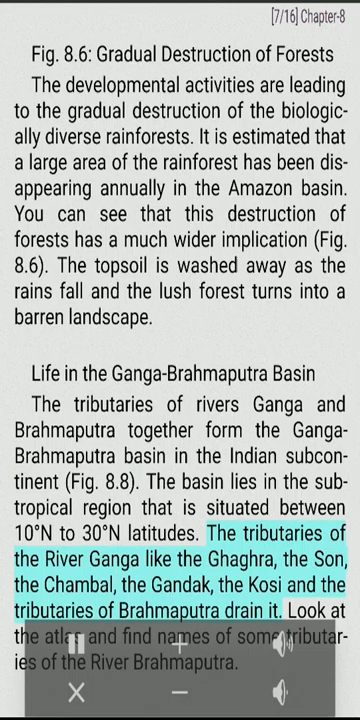 [7/16] Chapter-8
Fig. 8.6: Gradual Destruction of Forests
The developmental activities are leading
to the gradual destruction of the biologic-
ally diverse rainforests. It is estimated that
a large area of the rainforest has been dis-
appearing annually in the Amazon basin.
You can see that this destruction of
forests has a much wider implication (Fig.
8.6). The topsoil is washed away as the
rains fall and the lush forest turns into a
barren landscape.
Life in the Ganga-Brahmaputra Basin
The tributaries of rivers Ganga and
Brahmaputra together form the Ganga-
Brahmaputra basin in the Indian subcon-
tinent (Fig. 8.8). The basin lies in the sub-
tropical region that is situated between
10°N to 30°N latitudes. The tributaries of
the River Ganga like the Ghaghra, the Son,
the Chambal, the Gandak, the Kosi and the
tributaries of Brahmaputra drain it. Look at
the atlas and find names of some tributar-
ies of the River Brahmaputra.